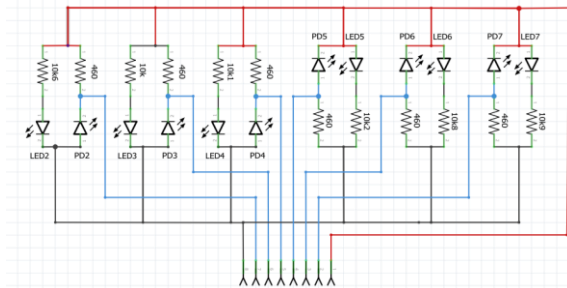 PD5 LED5 PD6 LED6 PD7 LED7
10k6 460 10k 460 10k1 460
460 10k2 460 10k8 460 10k9
LED2 PD2 LED3 PD3 LED4 PD4